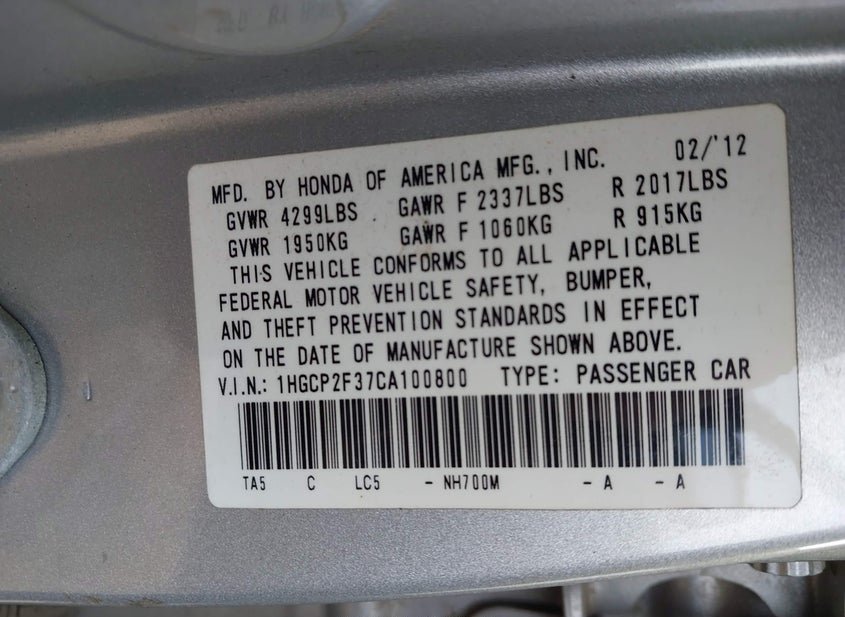 MFD. BY HONDA OF AMERICA MFG., INC. 02/'12
GVWR 4299LBS GAWR F 2337LBS R 2017LBS
GVWR 1950KG GAWR F 1060KG R 915KG
THIS VEHICLE CONFORMS TO ALL APPLICABLE
FEDERAL MOTOR VEHICLE SAFETY, BUMPER,
AND THEFT PREVENTION STANDARDS IN EFFECT
ON THE DATE OF MANUFACTURE SHOWN ABOVE.
V.I.N.: 1HGCP2F37CA100800 TYPE: PASSENGER CAR
TA5 C LC5 - NH700M - A - A